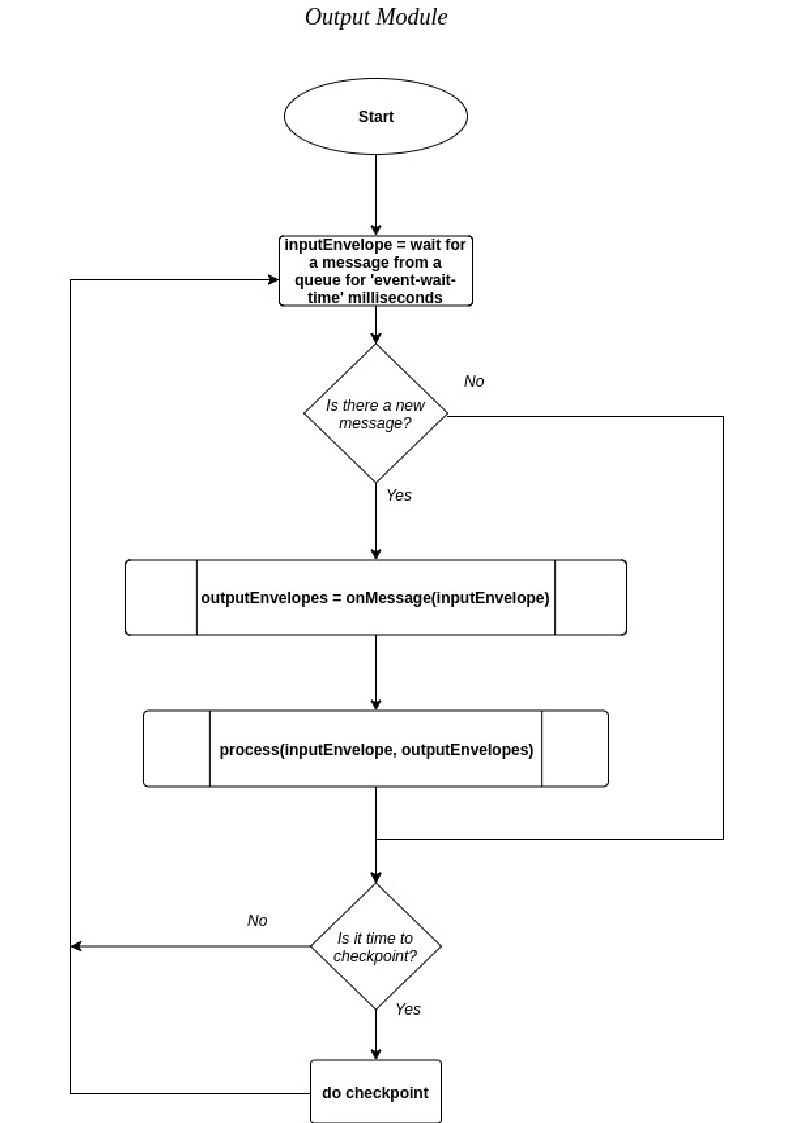 Output Module
Start
inputEnvelope = wait for
a message from a
queue for 'event-wait-
time' milliseconds
No
Is there a new
message?
Yes
outputEnvelopes = onMessage(inputEnvelope)
process(inputEnvelope, outputEnvelopes)
No
Is it time to
checkpoint?
Yes
do checkpoint